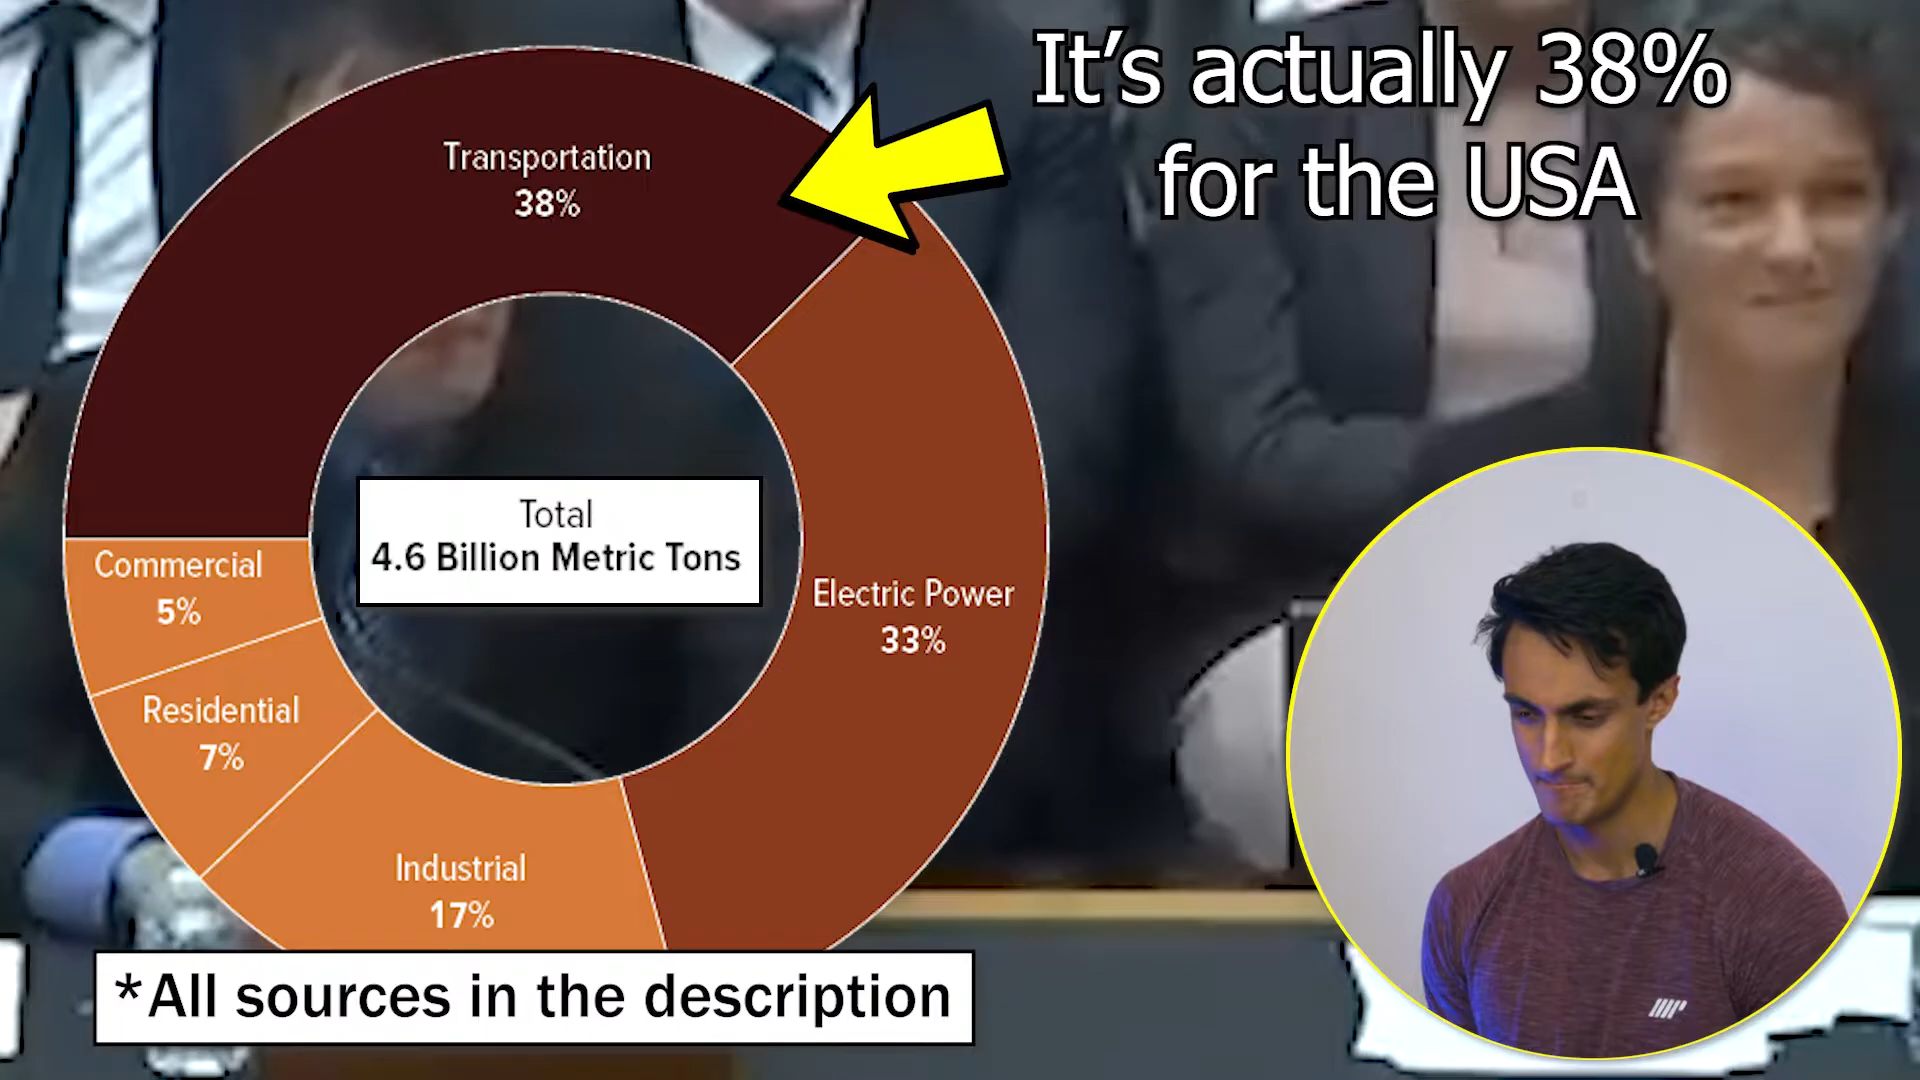 It's actually 38%
for the USA
Transportation
38%
Electric Power
33%
Total
4.6 Billion Metric Tons
Commercial
5%
Residential
7%
Industrial
17%
*All sources in the description